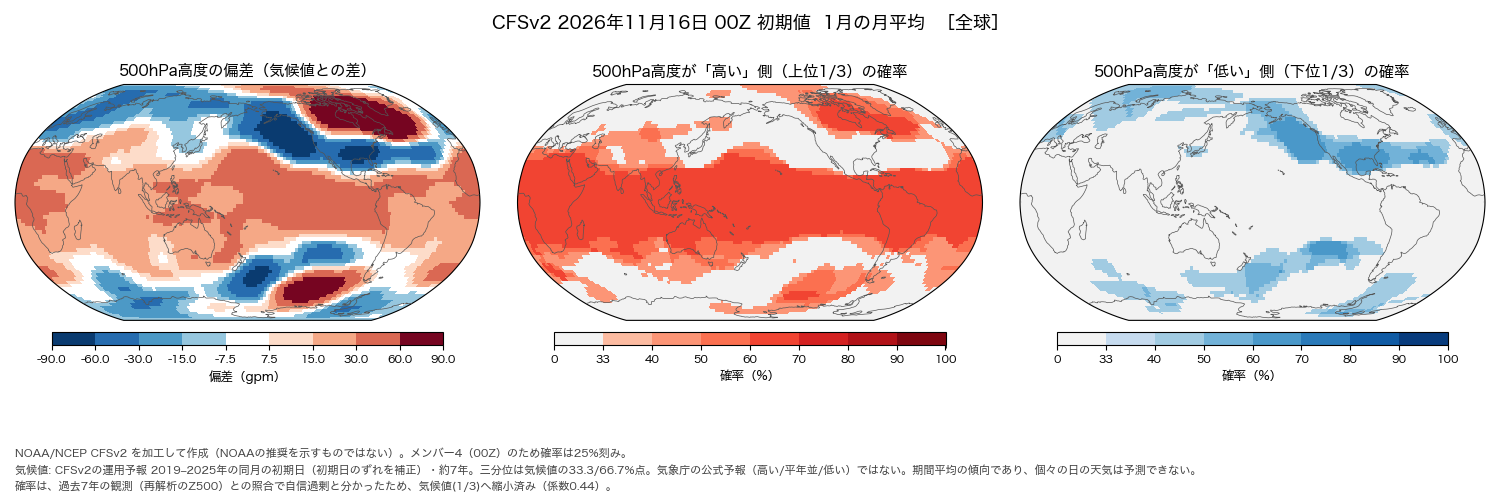 CFSv2 2026年11月16日 00Z 初期値  1月の月平均  ［全球］
500hPa高度の偏差（気候値との差）
500hPa高度が「高い」側（上位1/3）の確率
500hPa高度が「低い」側（下位1/3）の確率
-90.0 -60.0 -30.0 -15.0 -7.5 7.5 15.0 30.0 60.0 90.0
偏差（gpm）
0 33 40 50 60 70 80 90 100
確率（%）
0 33 40 50 60 70 80 90 100
確率（%）
NOAA/NCEP CFSv2 を加工して作成（NOAAの推奨を示すものではない）。メンバー4（00Z）のため確率は25%刻み。
気候値: CFSv2の運用予報 2019–2025年の同月の初期日（初期日のずれを補正）・約7年。三分位は気候値の33.3/66.7%点。気象庁の公式予報（高い/平年並/低い）ではない。期間平均の傾向であり、個々の日の天気は予測できない。
確率は、過去7年の観測（再解析のZ500）との照合で自信過剰と分かったため、気候値(1/3)へ縮小済み（係数0.44）。